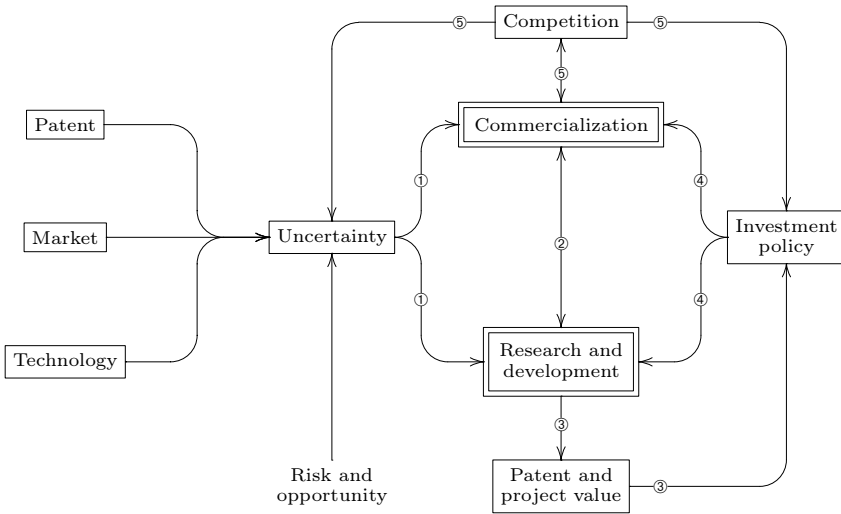 ⑤ Competition ⑤
⑤
Patent
Commercialization
① ④
Market
Uncertainty
Investment
policy
②
① ④
Technology
Research and
development
③
Risk and
opportunity
Patent and
project value
③